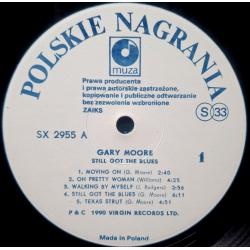 POLSKIE NAGRANIA
muza
Prawa producenta
i prawa autorskie zastrzeżone,
kopiowanie i publiczne odtwarzanie
bez zezwolenia wzbronione
ZAIKS
S 33
SX 2955 A
GARY MOORE
STILL GOT THE BLUES
1
1. MOVING ON (G. Moore) 2:40
2. OH PRETTY WOMAN (Williams) 4:25
3. WALKING BY MYSELF (J. Rodgers) 2:56
4. STILL GOT THE BLUES (G. Moore) 6:12
5. TEXAS STRUT (G. Moore) 4:51
P & C 1990 VIRGIN RECORDS LTD.
Made in Poland